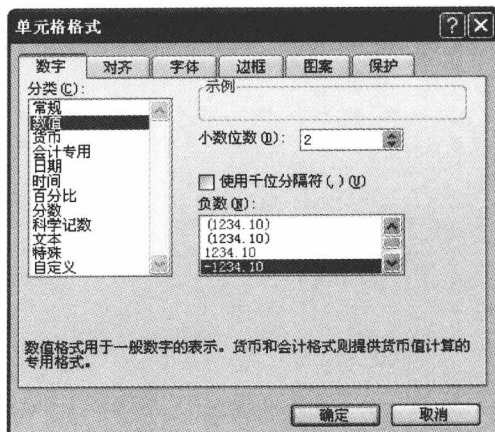 单元格格式
数字 对齐 字体 边框 图案 保护
分类(C):
常规
数值
货币
会计专用
日期
时间
百分比
分数
科学记数
文本
特殊
自定义
示例
小数位数(D): 2
使用千位分隔符(,)(U)
负数(N):
(1234.10)
(1234.10)
1234.10
-1234.10
数值格式用于一般数字的表示。货币和会计格式则提供货币值计算的
专用格式。
确定 取消